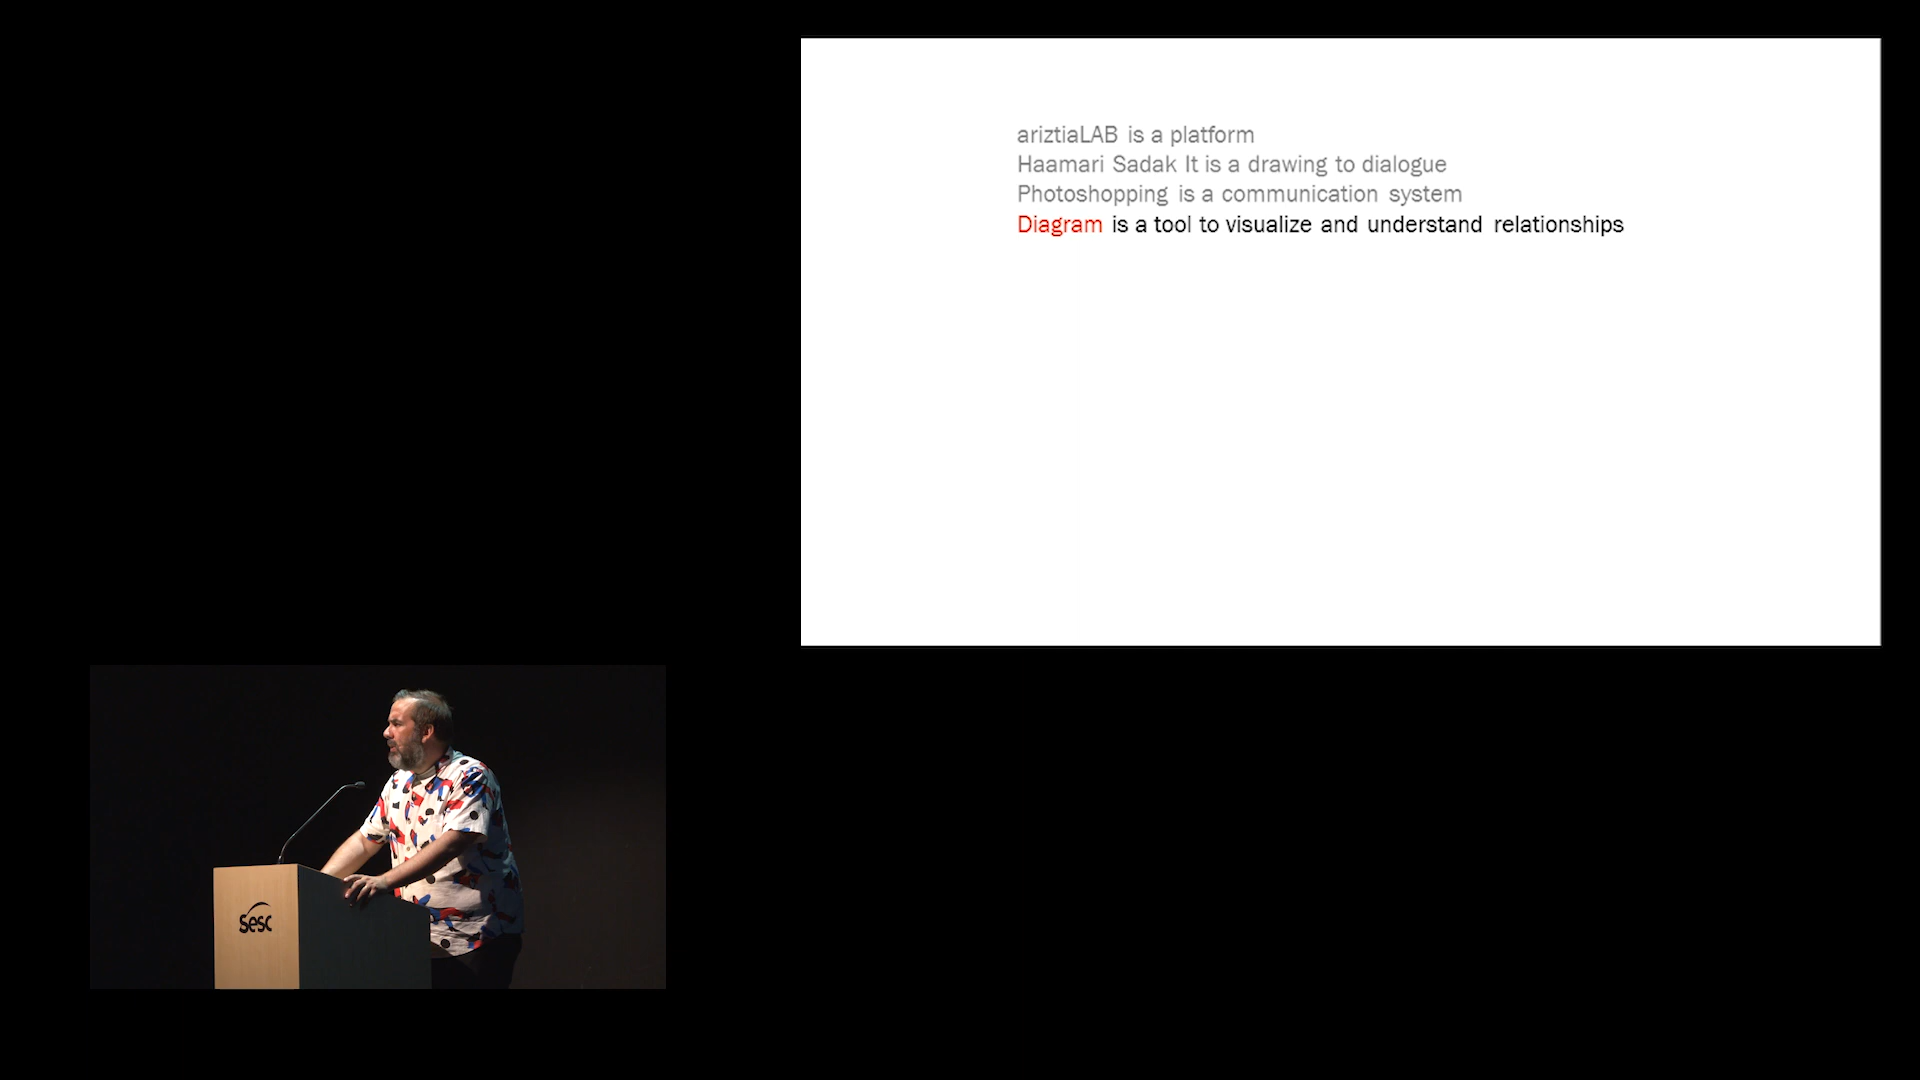 ariztiaLAB is a platform
Haamari Sadak It is a drawing to dialogue
Photoshopping is a communication system
Diagram is a tool to visualize and understand relationships
Sesc